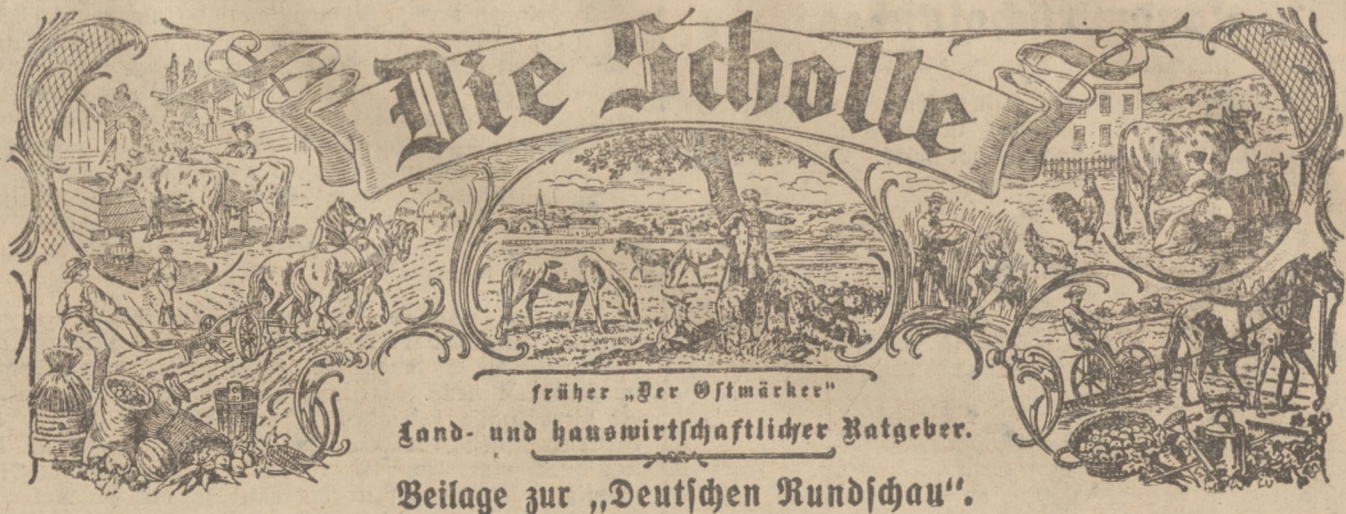 Die Scholle
früher „Der Ostmärker“
Land- und hauswirtschaftlicher Ratgeber.
Beilage zur „Deutschen Rundschau“.